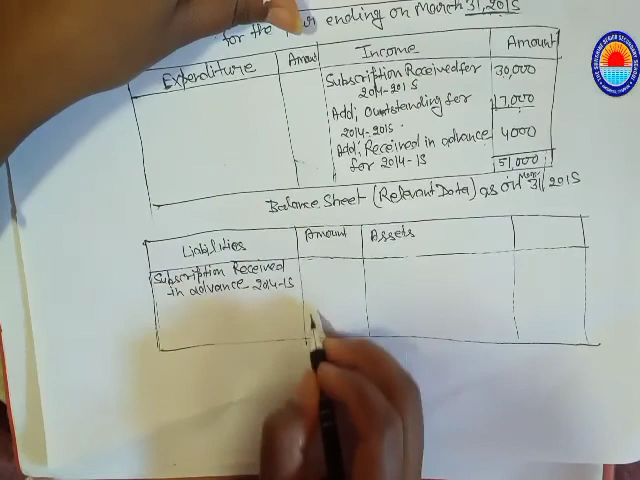 for the ending on March 31, 2015
Expenditure Amount Income Amount
Subscription Received for 2014-2015 30,000
Add; Outstanding for 2014-2015. 17,000
Add; Received in advance for 2014-15 4000
51,000
Balance Sheet (Relevant Data) as on 31, 2015
Liabilities Amount Assets
Subscription Received
in advance 2014-15